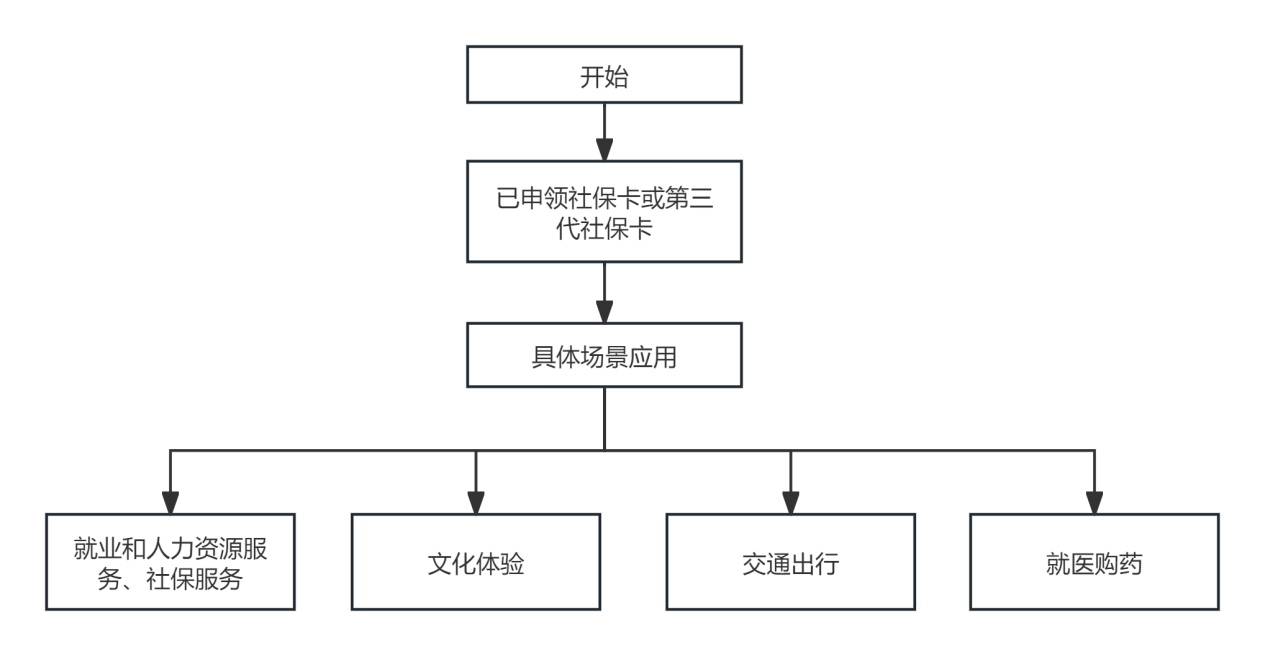 开始
已申领社保卡或第三
代社保卡
具体场景应用
就业和人力资源服
务、社保服务
文化体验
交通出行
就医购药